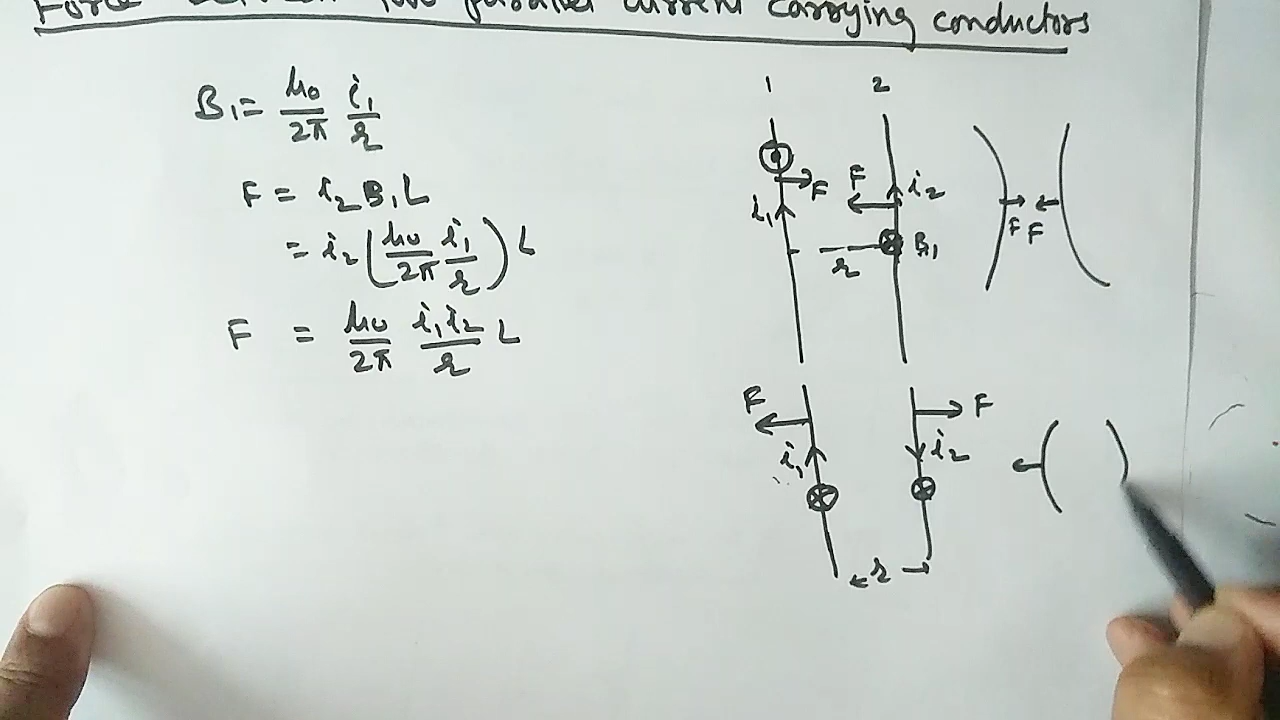 Force between two parallel current carrying conductors
B₁ = μ₀/2π i₁/r
F = i₂B₁L
= i₂(μ₀/2π i₁/r)L
F = μ₀/2π i₁i₂/r L
1 2
F F i₂
i₁
r B₁
F F
F F
i₁ i₂
r